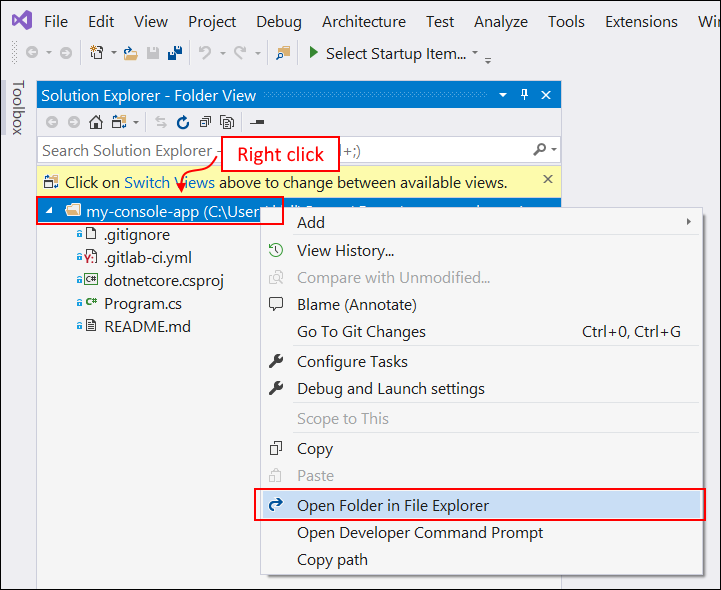 File Edit View Project Debug Architecture Test Analyze Tools Extensions
Select Startup Item...
Toolbox
Solution Explorer - Folder View
Search Solution Explorer +;)
Right click
Click on Switch Views above to change between available views.
my-console-app (C:\User
Add
.gitignore
View History...
.gitlab-ci.yml
Compare with Unmodified...
dotnetcore.csproj
Program.cs
Blame (Annotate)
README.md
Go To Git Changes Ctrl+0, Ctrl+G
Configure Tasks
Debug and Launch settings
Scope to This
Copy
Paste
Open Folder in File Explorer
Open Developer Command Prompt
Copy path